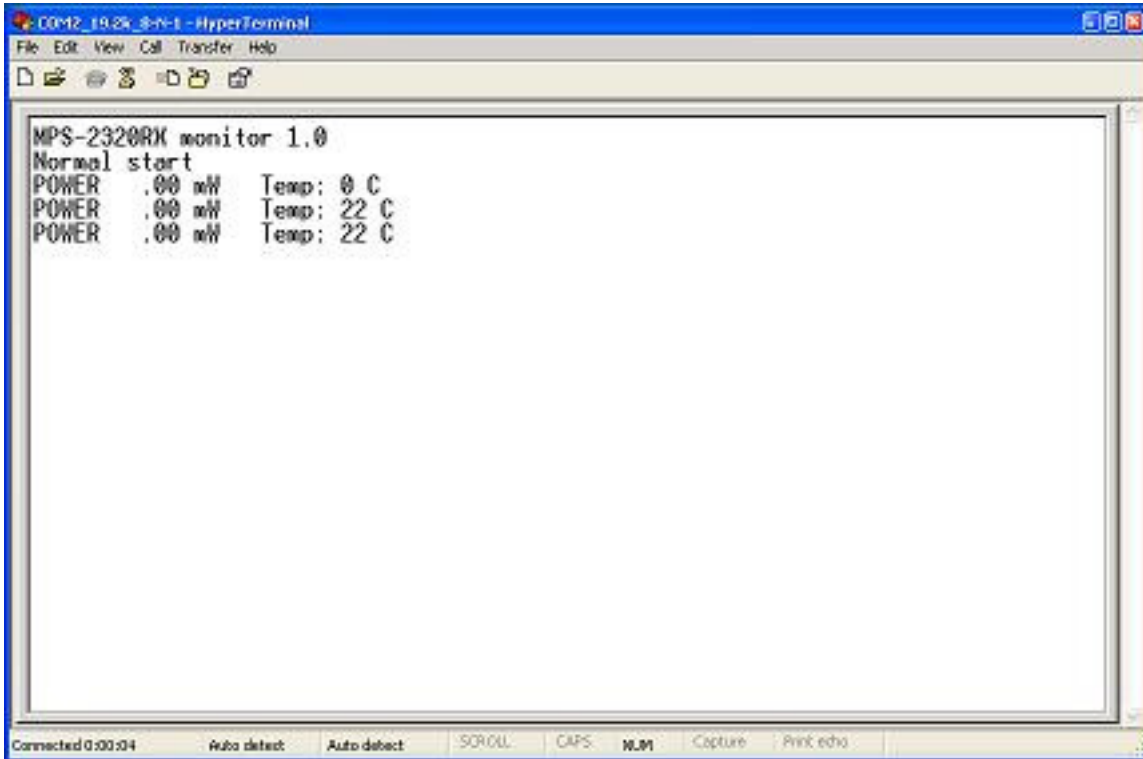 COM2_19.2k_8-N-1 - HyperTerminal
File Edit View Call Transfer Help
MPS-2320RX monitor 1.0
Normal start
POWER .00 mW Temp: 0 C
POWER .00 mW Temp: 22 C
POWER .00 mW Temp: 22 C
Connected 0:00:04 Auto detect Auto detect SCROLL CAPS NUM Capture Print echo